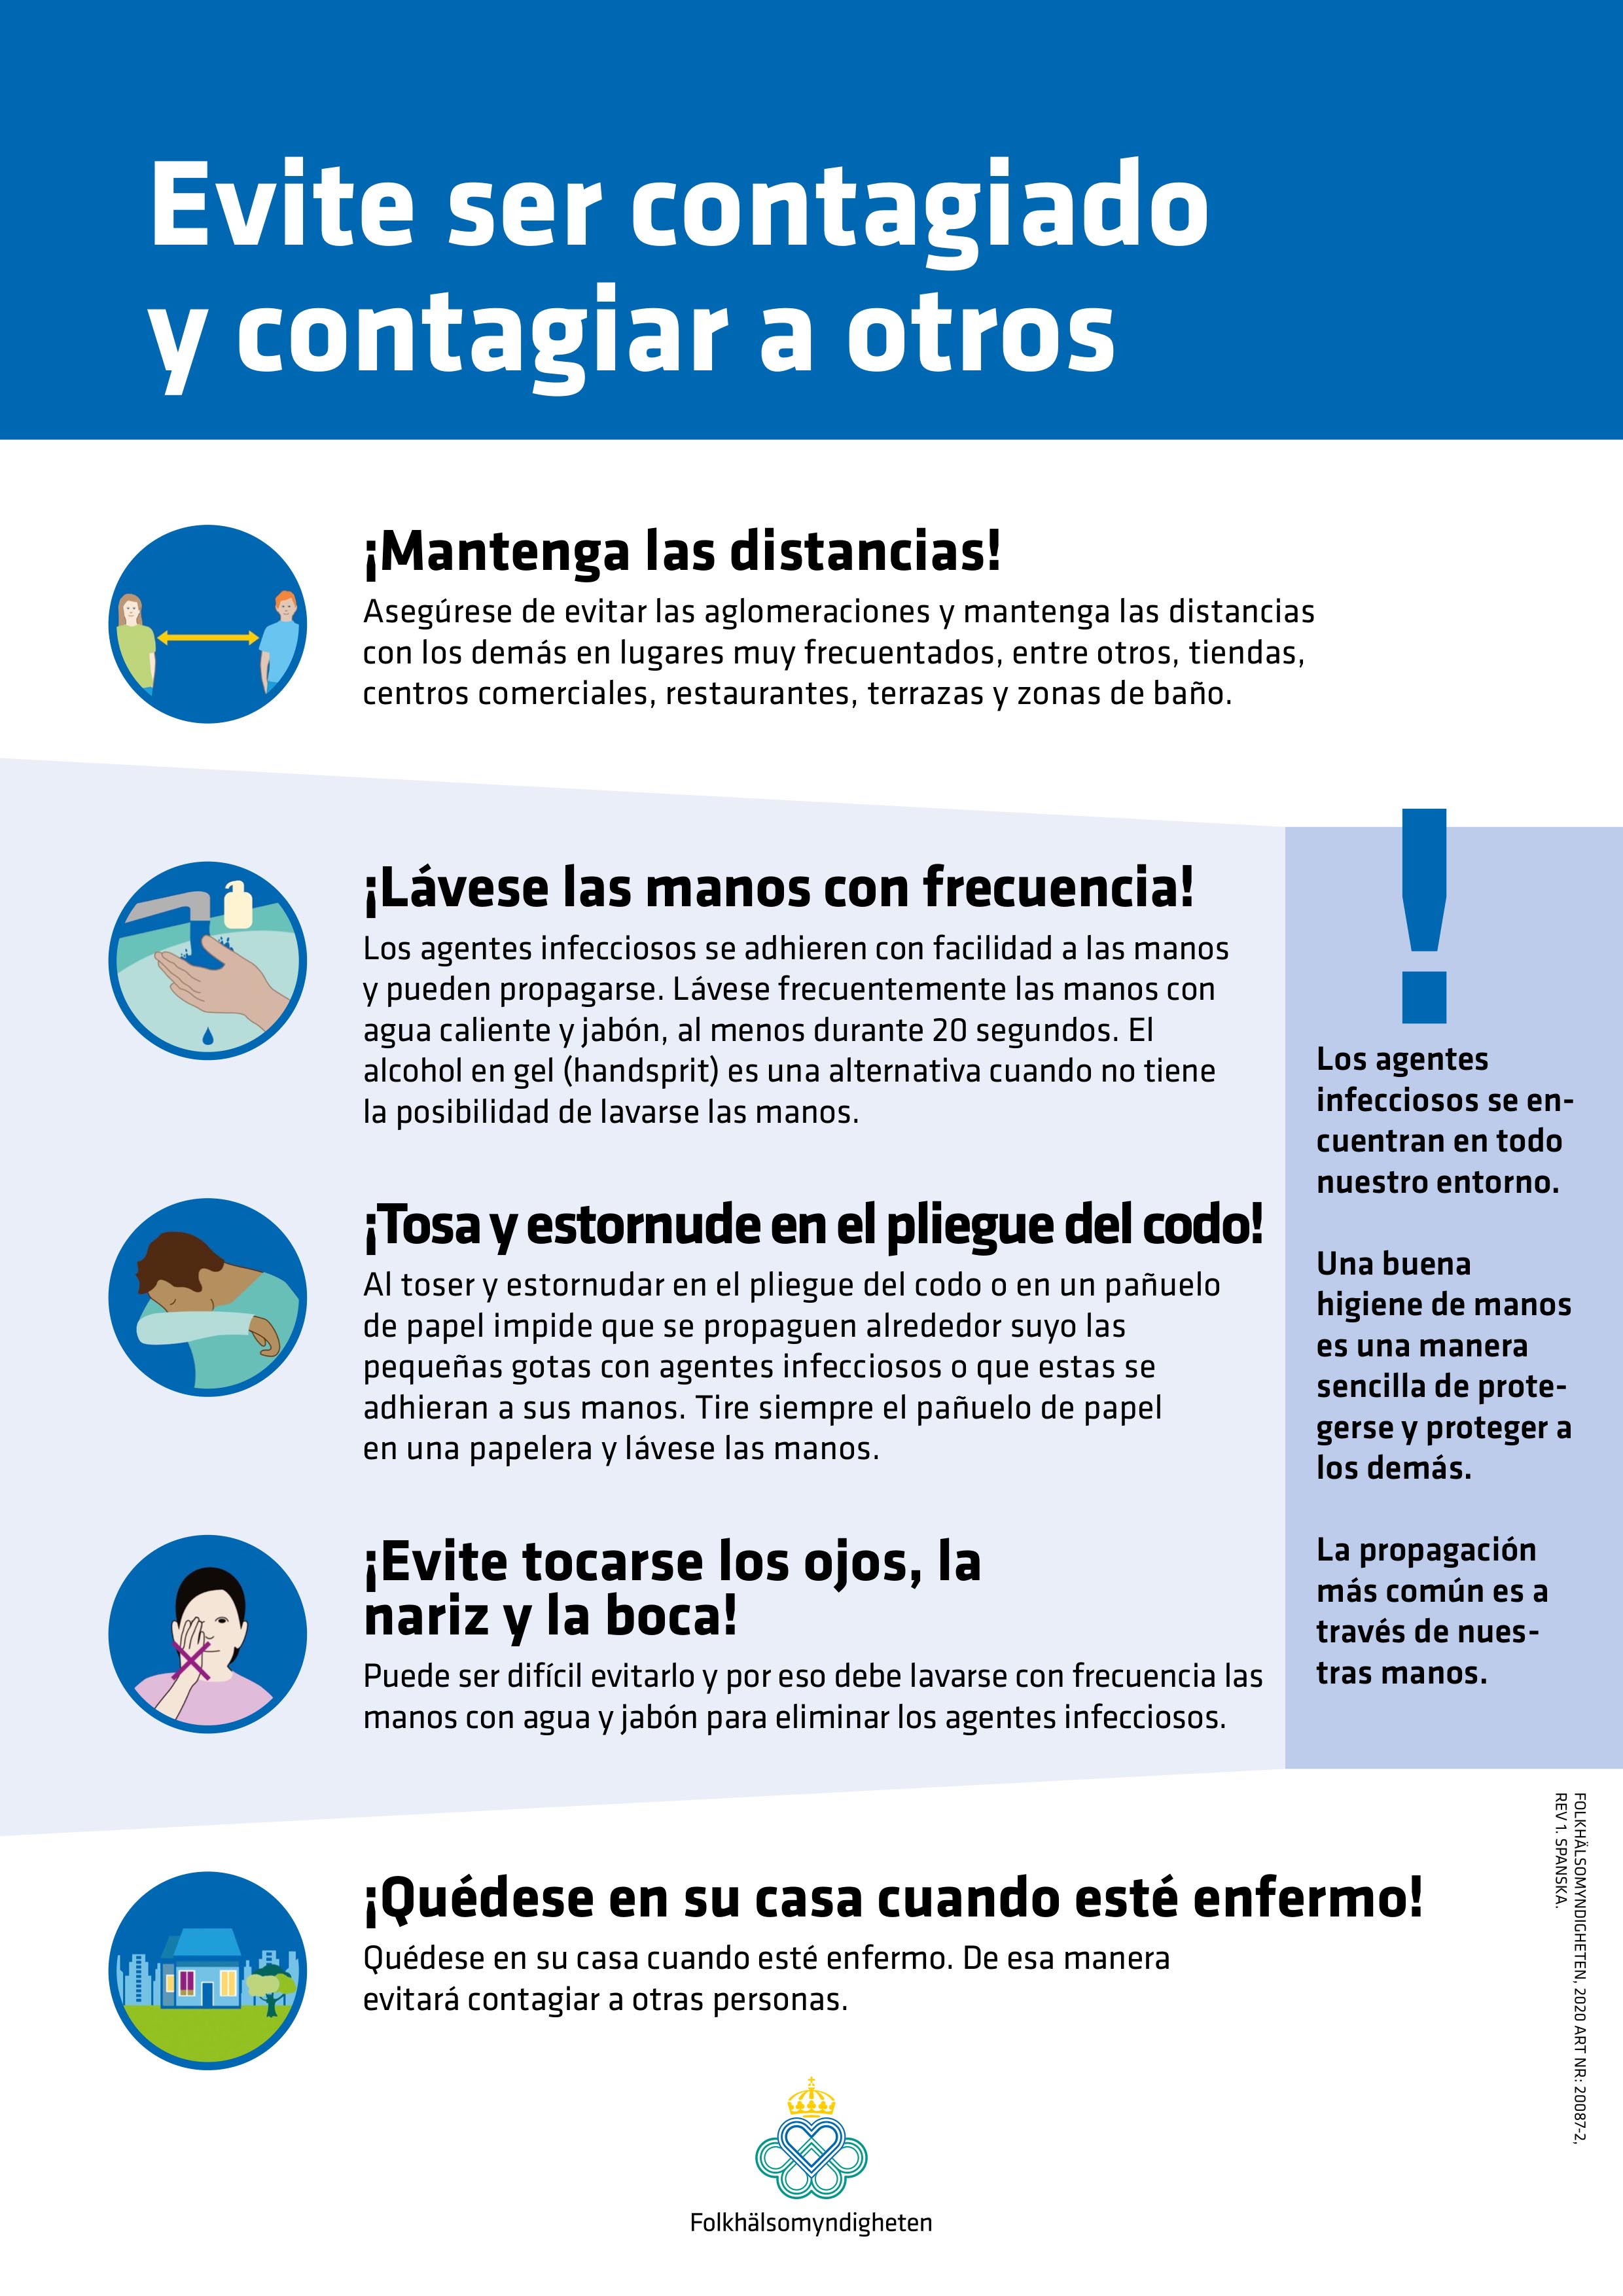 Evite ser contagiado
y contagiar a otros
¡Mantenga las distancias!
Asegúrese de evitar las aglomeraciones y mantenga las distancias
con los demás en lugares muy frecuentados, entre otros, tiendas,
centros comerciales, restaurantes, terrazas y zonas de baño.
¡Lávese las manos con frecuencia!
Los agentes infecciosos se adhieren con facilidad a las manos
y pueden propagarse. Lávese frecuentemente las manos con
agua caliente y jabón, al menos durante 20 segundos. El
alcohol en gel (handsprit) es una alternativa cuando no tiene
la posibilidad de lavarse las manos.
¡Tosa y estornude en el pliegue del codo!
Al toser y estornudar en el pliegue del codo o en un pañuelo
de papel impide que se propaguen alrededor suyo las
pequeñas gotas con agentes infecciosos o que estas se
adhieran a sus manos. Tire siempre el pañuelo de papel
en una papelera y lávese las manos.
¡Evite tocarse los ojos, la
nariz y la boca!
Puede ser difícil evitarlo y por eso debe lavarse con frecuencia las
manos con agua y jabón para eliminar los agentes infecciosos.
!
Los agentes
infecciosos se en-
cuentran en todo
nuestro entorno.
Una buena
higiene de manos
es una manera
sencilla de prote-
gerse y proteger a
los demás.
La propagación
más común es a
través de nues-
tras manos.
¡Quédese en su casa cuando esté enfermo!
Quédese en su casa cuando esté enfermo. De esa manera
evitará contagiar a otras personas.
FOLKHÄLSOMYNDIGHETEN, 2020 ART NR: 20087-2,
REV 1. SPANSKA.
Folkhälsomyndigheten